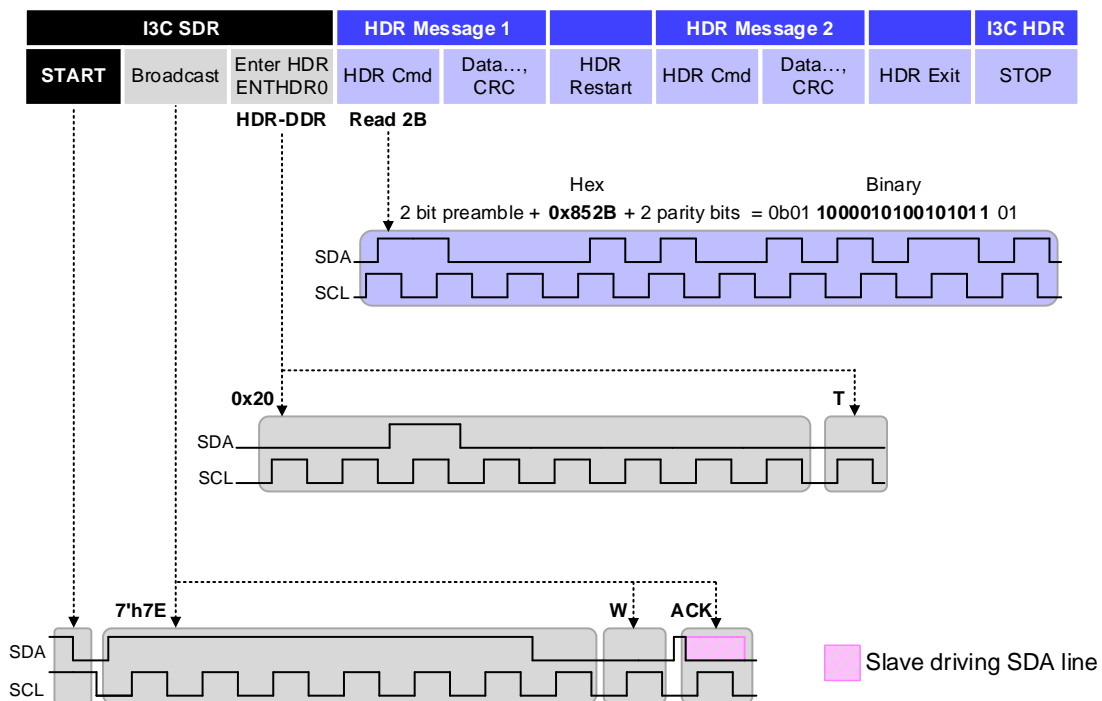 I3C SDR HDR Message 1 HDR Message 2 I3C HDR
START Broadcast Enter HDR ENTHDR0 HDR Cmd Data..., CRC HDR Restart HDR Cmd Data..., CRC HDR Exit STOP
HDR-DDR Read 2B
Hex Binary
2 bit preamble + 0x852B + 2 parity bits = 0b01 1000010100101011 01
SDA
SCL
0x20 T
SDA
SCL
7'h7E W ACK
SDA
SCL
Slave driving SDA line